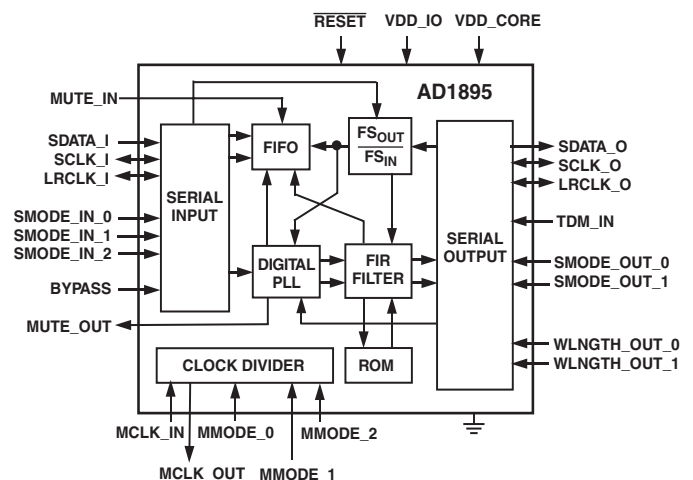 RESET VDD_IO VDD_CORE
AD1895
MUTE_IN
SDATA_I
SCLK_I
LRCLK_I
SMODE_IN_0
SMODE_IN_1
SMODE_IN_2
BYPASS
MUTE_OUT
SERIAL
INPUT
FIFO
FSOUT
FSIN
DIGITAL
PLL
FIR
FILTER
ROM
CLOCK DIVIDER
SERIAL
OUTPUT
SDATA_O
SCLK_O
LRCLK_O
TDM_IN
SMODE_OUT_0
SMODE_OUT_1
WLNGTH_OUT_0
WLNGTH_OUT_1
MCLK_IN MMODE_0 MMODE_2
MCLK_OUT MMODE_1